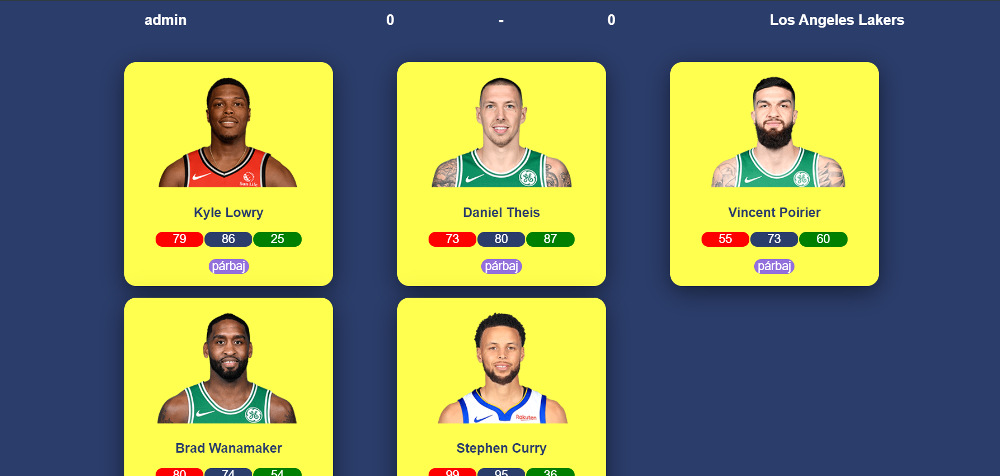 admin 0 - 0 Los Angeles Lakers
Sun Life
Kyle Lowry
79 86 25
párbaj
Daniel Theis
73 80 87
párbaj
Vincent Poirier
55 73 60
párbaj
Brad Wanamaker
80 74 54
Rakuten
Stephen Curry
99 95 36